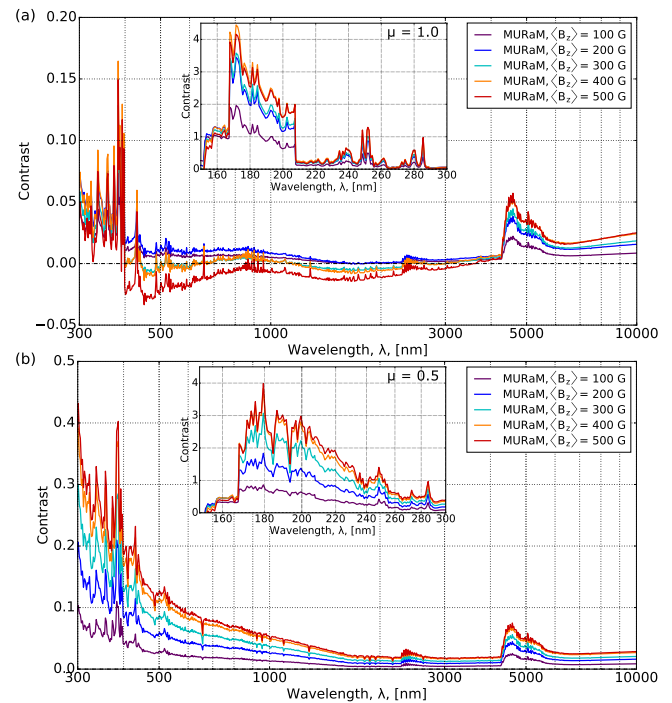 (a)
0.20
0.15
0.10
0.05
0.00
−0.05
Contrast
300
500
1000
3000
5000
10000
Wavelength, λ, [nm]
μ = 1.0
4
3
2
1
0
Contrast
160
180
200
220
240
260
280
300
Wavelength, λ, [nm]
MURaM, ⟨B_z⟩ = 100 G
MURaM, ⟨B_z⟩ = 200 G
MURaM, ⟨B_z⟩ = 300 G
MURaM, ⟨B_z⟩ = 400 G
MURaM, ⟨B_z⟩ = 500 G
(b)
0.5
0.4
0.3
0.2
0.1
0.0
Contrast
300
500
1000
3000
5000
10000
Wavelength, λ, [nm]
μ = 0.5
4
3
2
1
0
Contrast
160
180
200
220
240
260
280
300
Wavelength, λ, [nm]
MURaM, ⟨B_z⟩ = 100 G
MURaM, ⟨B_z⟩ = 200 G
MURaM, ⟨B_z⟩ = 300 G
MURaM, ⟨B_z⟩ = 400 G
MURaM, ⟨B_z⟩ = 500 G